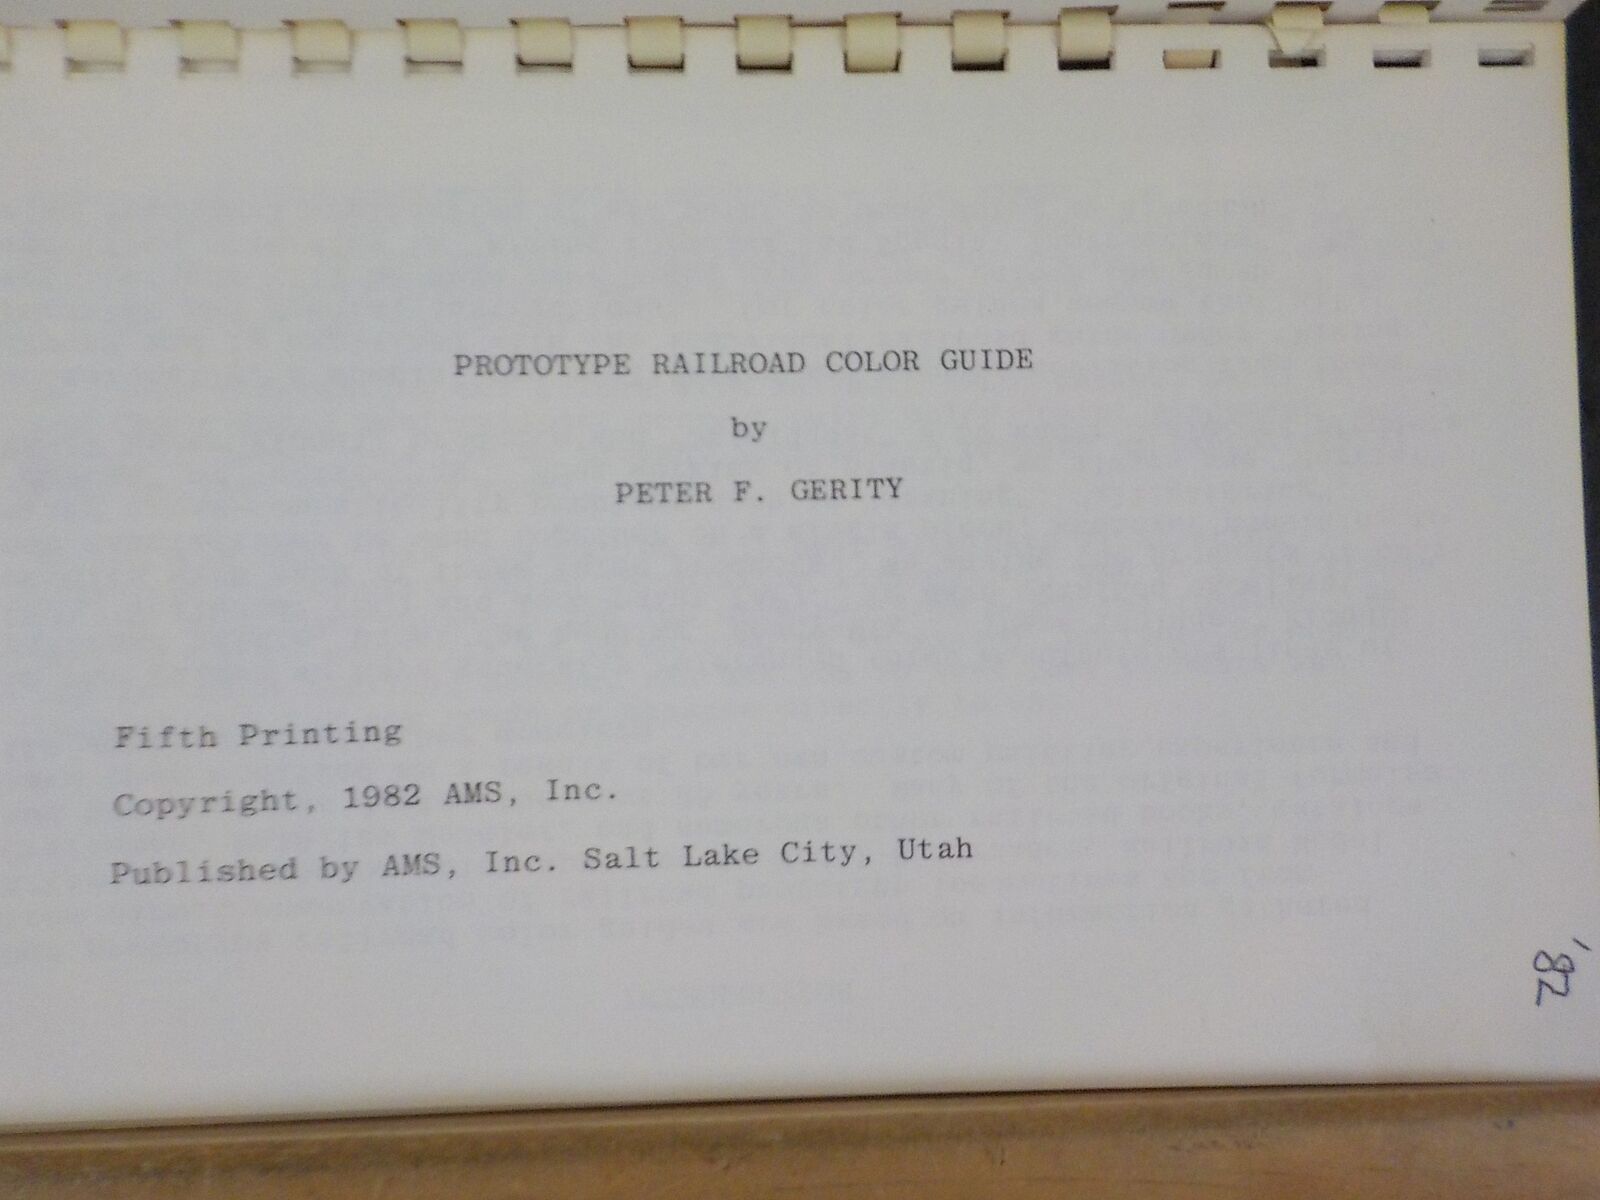 PROTOTYPE RAILROAD COLOR GUIDE
by
PETER F. GERITY
Fifth Printing
Copyright, 1982 AMS, Inc.
Published by AMS, Inc. Salt Lake City, Utah
'82